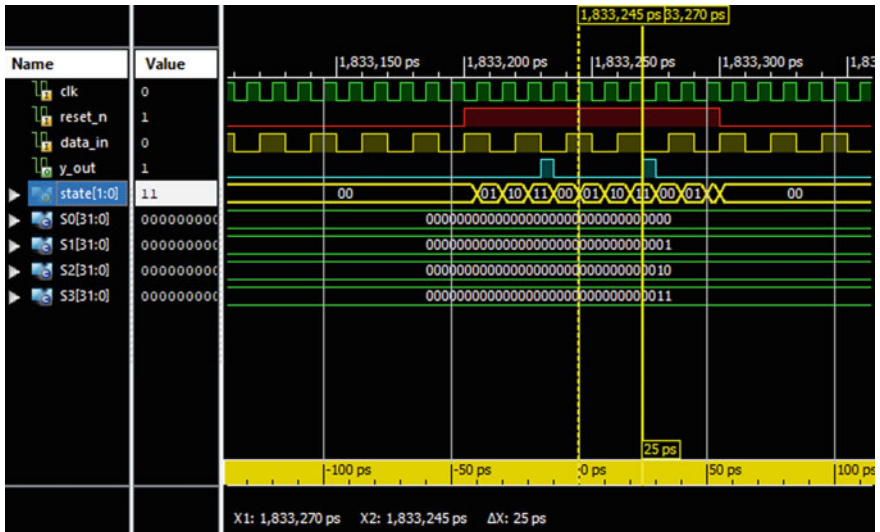 1,833,245 ps 33,270 ps
Name Value
1,833,150 ps 1,833,200 ps 1,833,250 ps 1,833,300 ps 1,83
clk 0
reset_n 1
data_in 0
y_out 1
state[1:0] 11 00 01 10 11 00 01 10 11 00 01 00
S0[31:0] 000000000 00000000000000000000000000000000
S1[31:0] 000000000 00000000000000000000000000000001
S2[31:0] 000000000 00000000000000000000000000000010
S3[31:0] 000000000 00000000000000000000000000000011
25 ps
-100 ps -50 ps 0 ps 50 ps 100 ps
X1: 1,833,270 ps X2: 1,833,245 ps ΔX: 25 ps